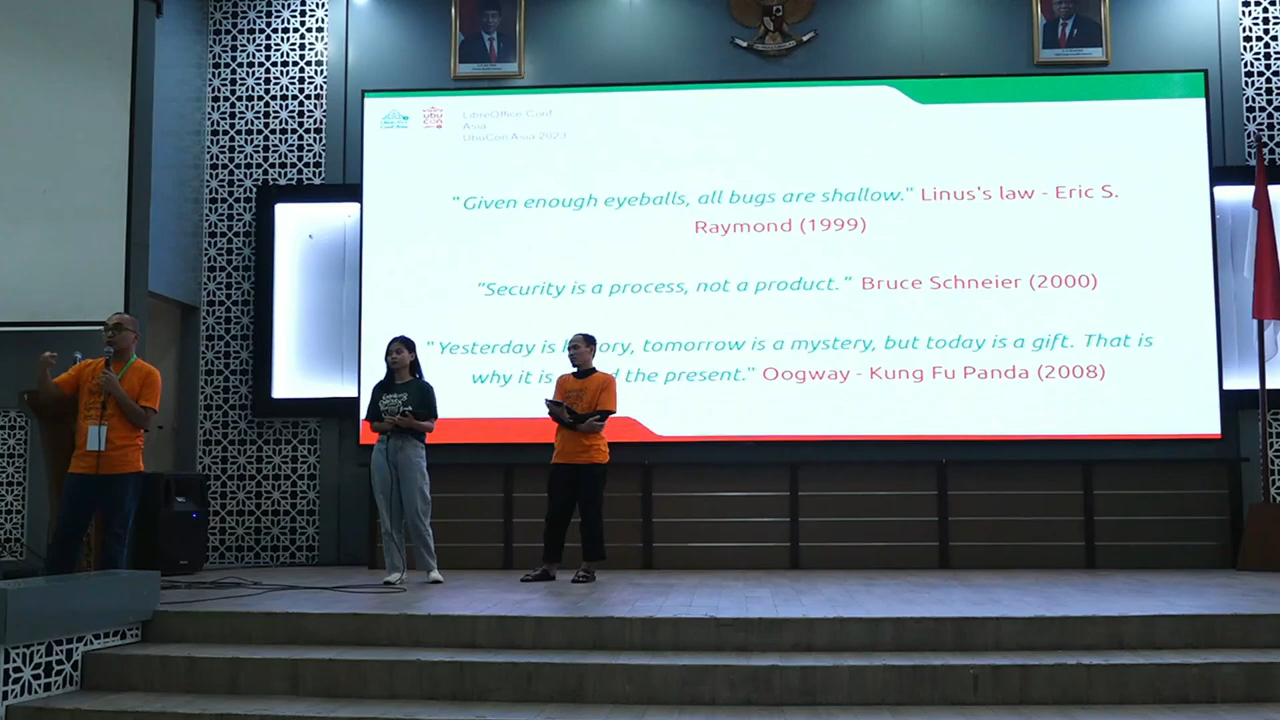 LibreOffice Conf
Asia
UbuCon Asia 2023
ubu
con
"Given enough eyeballs, all bugs are shallow." Linus's law - Eric S.
Raymond (1999)
"Security is a process, not a product." Bruce Schneier (2000)
"Yesterday is ory, tomorrow is a mystery, but today is a gift. That is
why it is d the present." Oogway - Kung Fu Panda (2008)